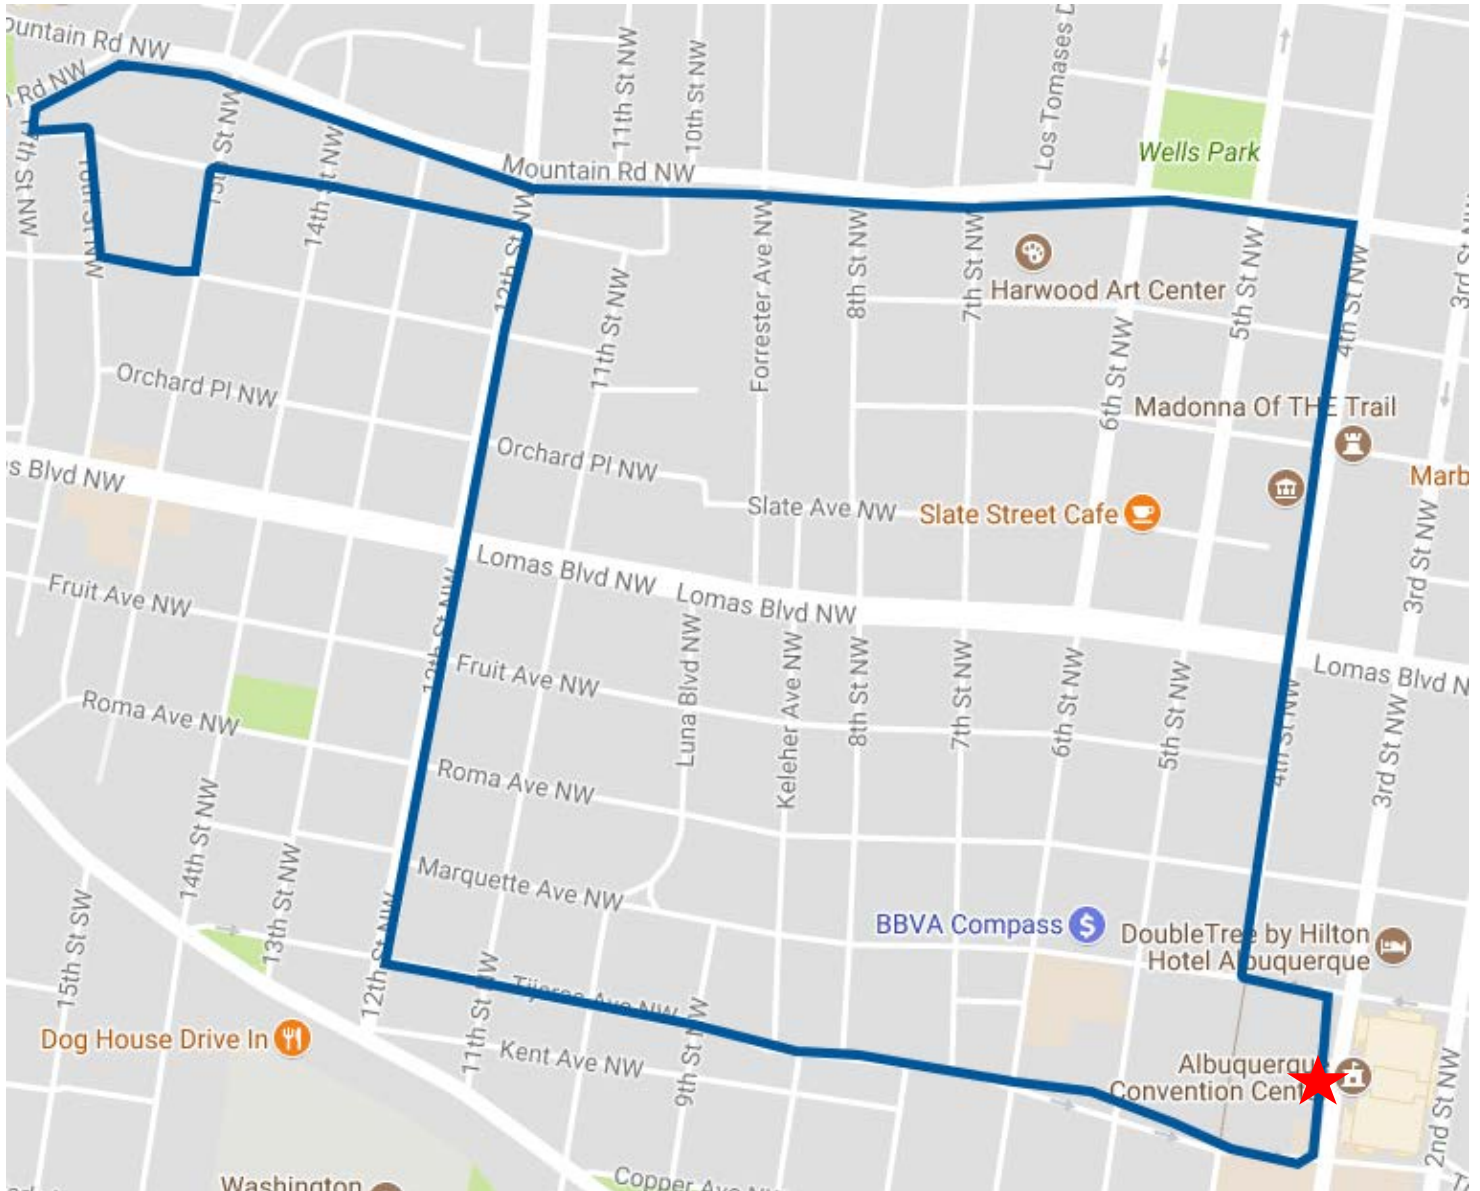 ountain Rd NW
Rd NW
17th St NW
16th St NW
15th St NW
14th St NW
11th St NW
10th St NW
Los Tomases D
Mountain Rd NW
Wells Park
12th St NW
11th St NW
Forrester Ave NW
8th St NW
7th St NW
Harwood Art Center
5th St NW
4th St NW
3rd St N
6th St NW
Orchard Pl NW
Madonna Of THE Trail
Orchard Pl NW
Marb
s Blvd NW
Slate Ave NW
Slate Street Cafe
3rd St NW
Lomas Blvd NW
Lomas Blvd NW
Fruit Ave NW
12th St NW
Fruit Ave NW
Luna Blvd NW
Keleher Ave NW
8th St NW
7th St NW
6th St NW
5th St NW
4th St NW
Lomas Blvd N
3rd St NW
Roma Ave NW
Roma Ave NW
14th St NW
13th St NW
Marquette Ave NW
15th St SW
12th St NW
BBVA Compass
DoubleTree by Hilton
Hotel Albuquerque
11th St NW
Tijeras Ave NW
9th St NW
Dog House Drive In
Kent Ave NW
Albuquerque
Convention Cent
2nd St NW
Copper Ave NW
Washington